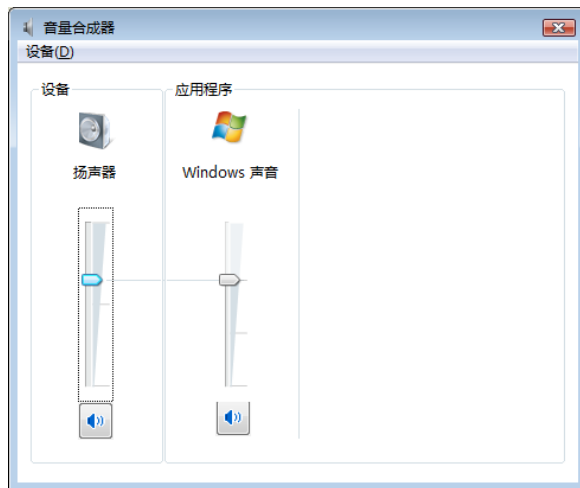 音量合成器
设备(D)
设备
应用程序
扬声器
Windows 声音